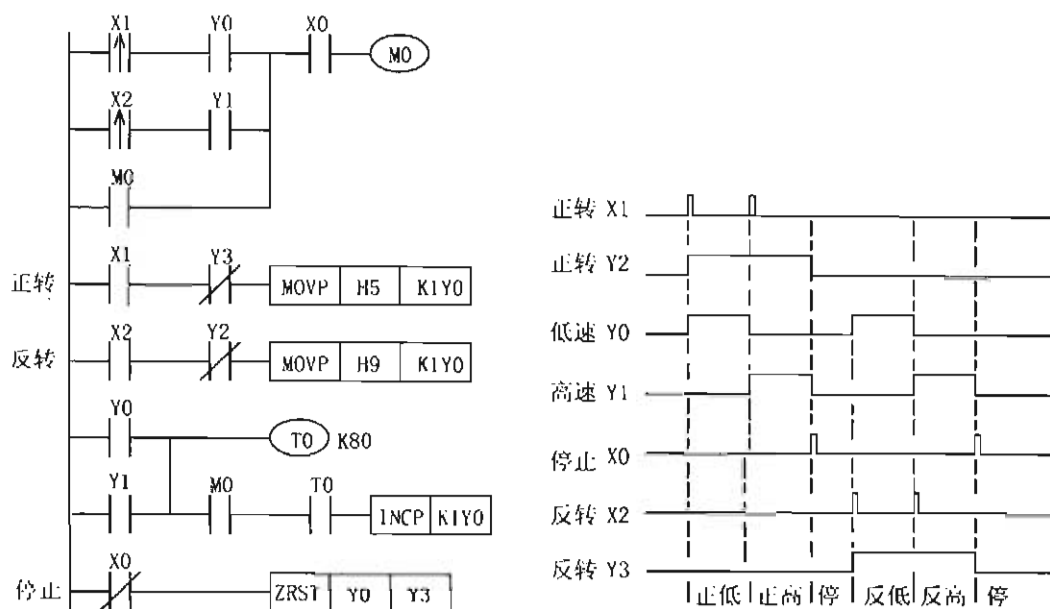 X1 Y0 X0
M0
X2 Y1
M0
X1 Y3
正转 MOVP H5 K1Y0
X2 Y2
反转 MOVP H9 K1Y0
Y0
T0 K80
Y1 M0 T0
INCP K1Y0
X0
停止 ZRST Y0 Y3
正转 X1
正转 Y2
低速 Y0
高速 Y1
停止 X0
反转 X2
反转 Y3
正低 正高 停 反低 反高 停